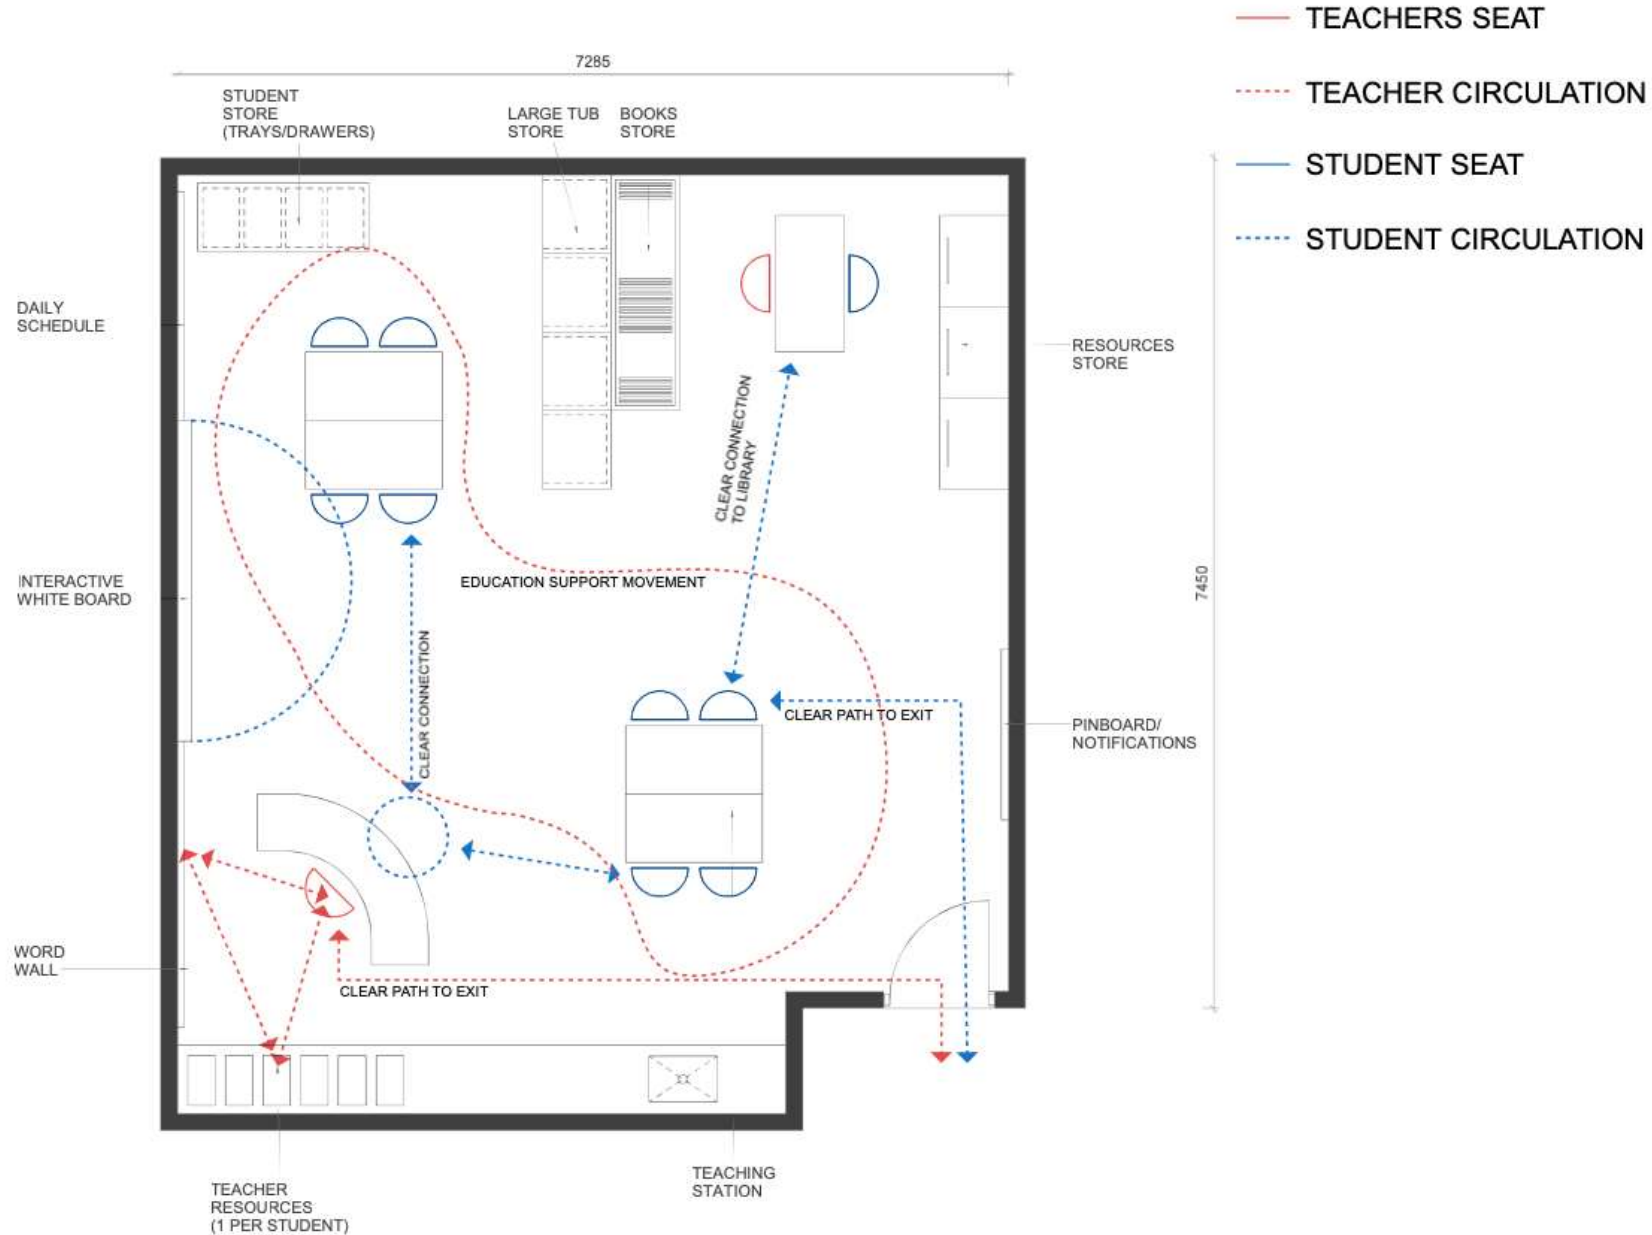 TEACHERS SEAT
TEACHER CIRCULATION
STUDENT SEAT
STUDENT CIRCULATION
7285
STUDENT
STORE
(TRAYS/DRAWERS)
LARGE TUB
STORE
BOOKS
STORE
DAILY
SCHEDULE
RESOURCES
STORE
CLEAR CONNECTION
TO LIBRARY
INTERACTIVE
WHITE BOARD
EDUCATION SUPPORT MOVEMENT
7450
CLEAR CONNECTION
CLEAR PATH TO EXIT
PINBOARD/
NOTIFICATIONS
WORD
WALL
CLEAR PATH TO EXIT
TEACHING
STATION
TEACHER
RESOURCES
(1 PER STUDENT)